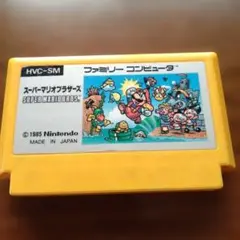 HVC-SM
ファミリーコンピュータ
スーパーマリオブラザーズ
SUPER MARIO BROS.
© 1985 Nintendo
MADE IN JAPAN